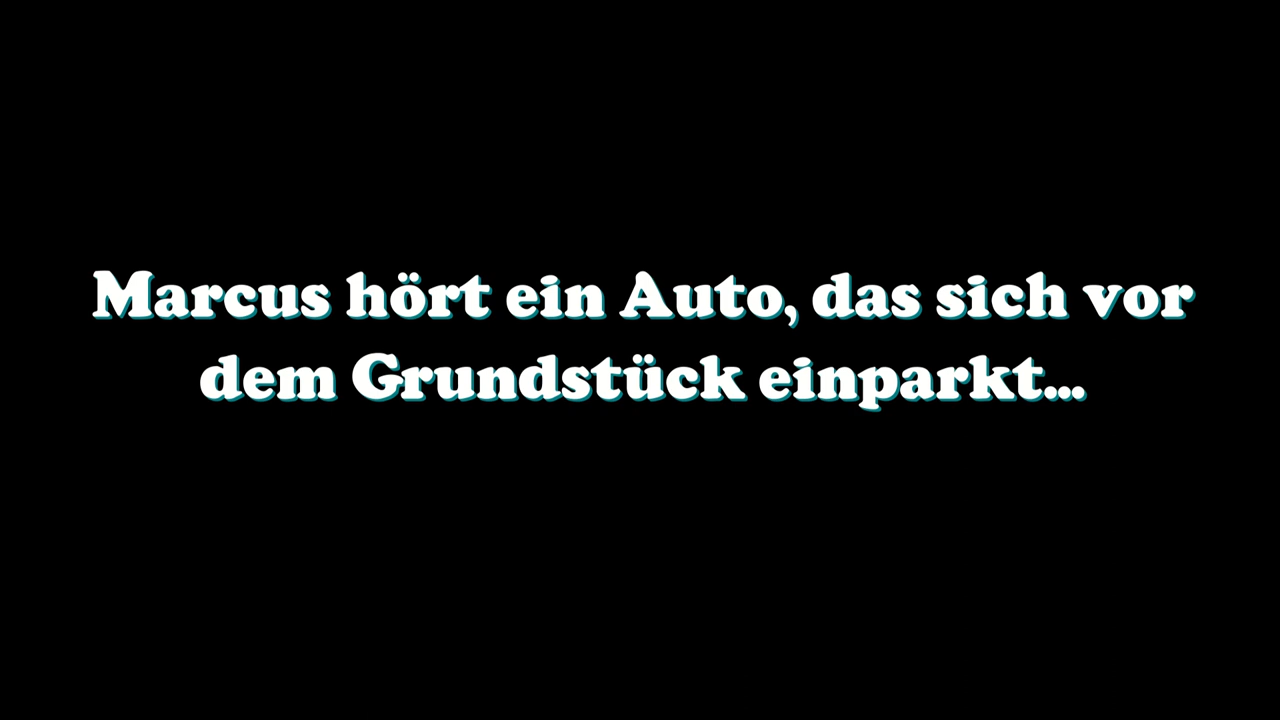 Marcus hört ein Auto, das sich vor
dem Grundstück einparkt...